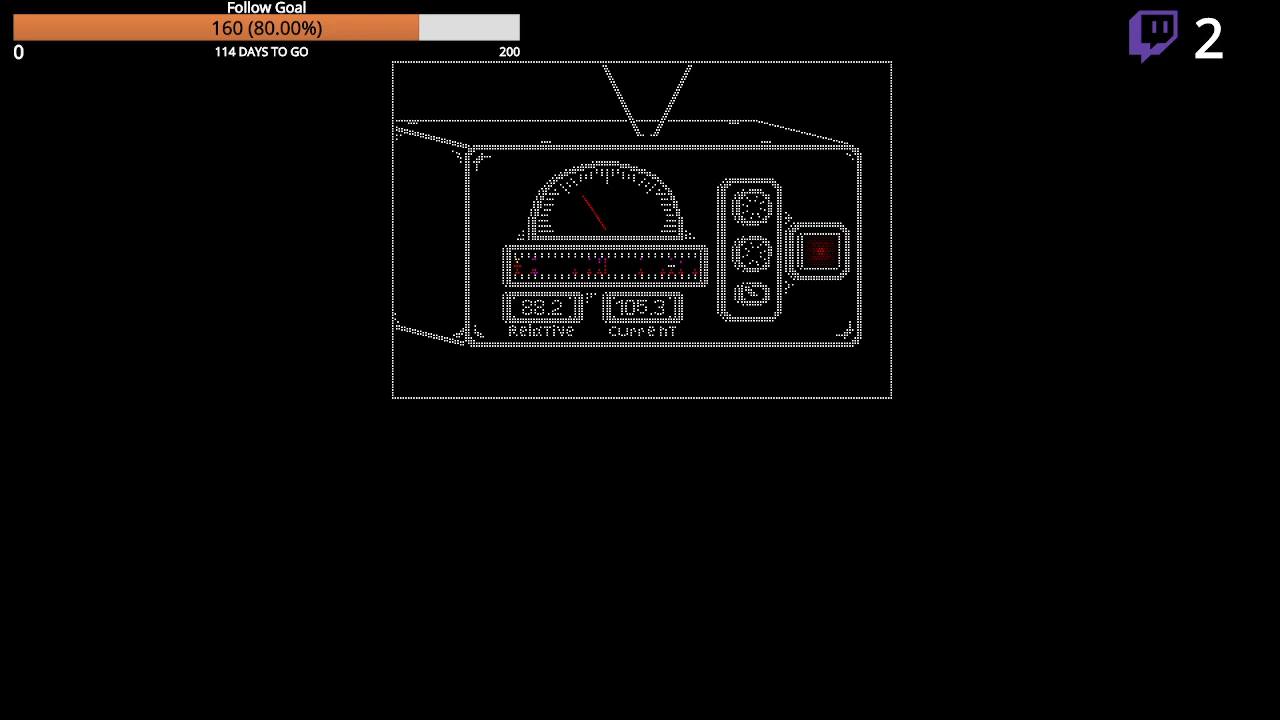 Follow Goal
160 (80.00%)
0 114 DAYS TO GO 200
2
88.2 105.3
Relative Current